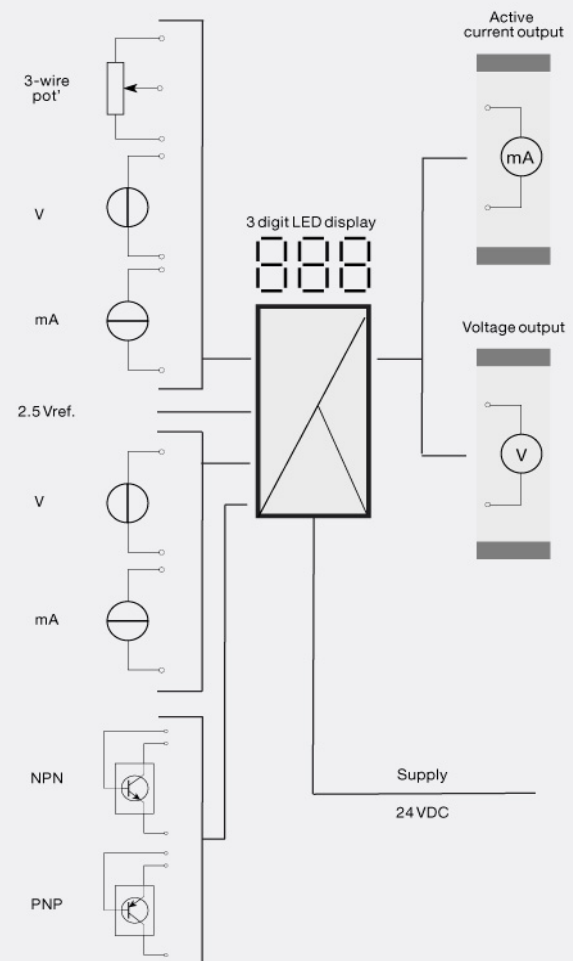 Active
current output
3-wire
pot'
mA
V
3 digit LED display
888
mA
Voltage output
2.5 Vref.
V
V
mA
NPN
Supply
24 VDC
PNP